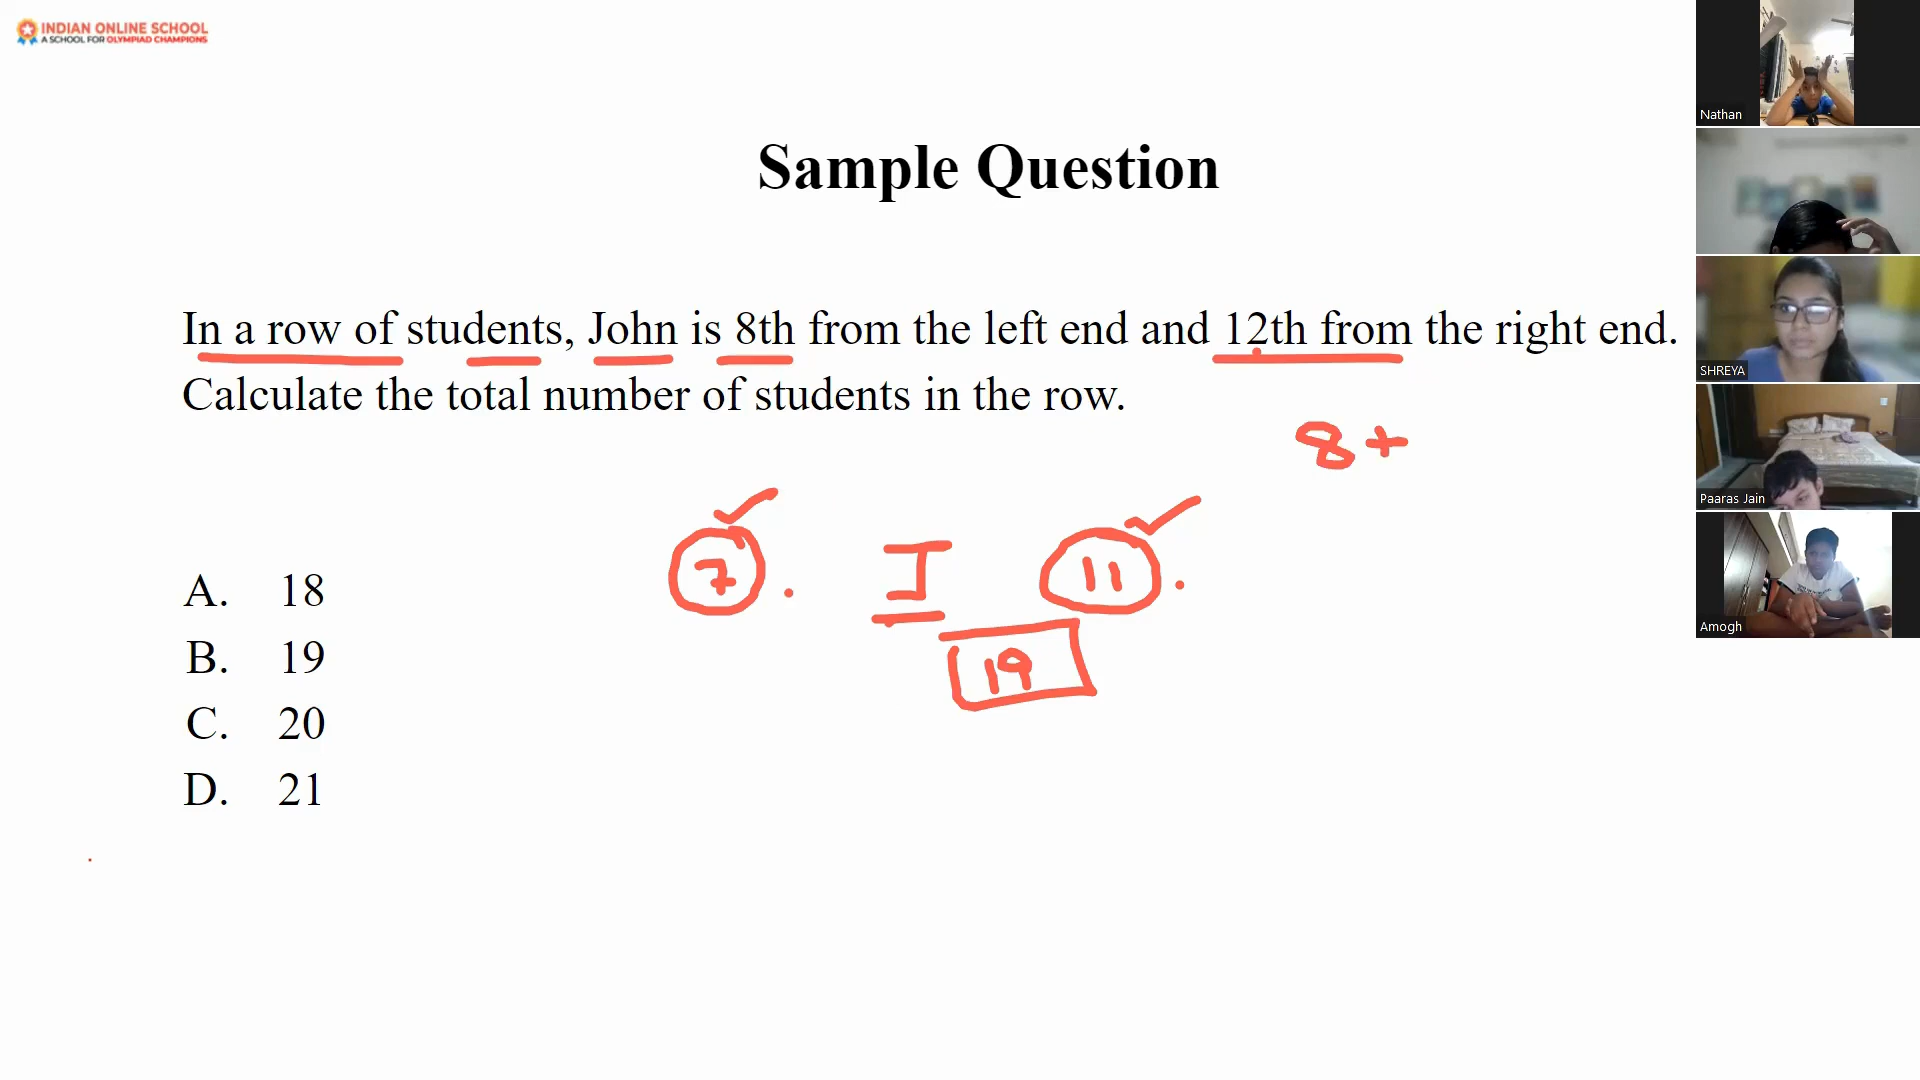 INDIAN ONLINE SCHOOL
A SCHOOL FOR OLYMPIAD CHAMPIONS
Sample Question
In a row of students, John is 8th from the left end and 12th from the right end.
Calculate the total number of students in the row.
8+
7 . J 11 .
19
A. 18
B. 19
C. 20
D. 21
Nathan
SHREYA
Paaras Jain
Amogh